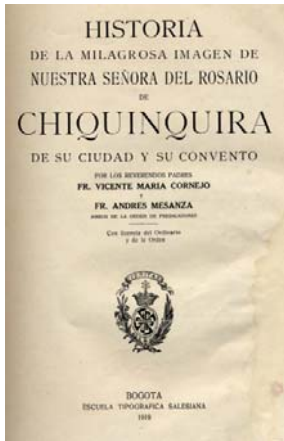 HISTORIA
DE LA MILAGROSA IMAGEN DE
NUESTRA SEÑORA DEL ROSARIO
DE
CHIQUINQUIRA
DE SU CIUDAD Y SU CONVENTO
POR LOS REVERENDOS PADRES
FR. VICENTE MARIA CORNEJO
Y
FR. ANDRES MESANZA
AMBOS DE LA ORDEN DE PREDICADORES
Con licencia del Ordinario
y de la Orden
BOGOTA
ESCUELA TIPOGRAFICA SALESIANA